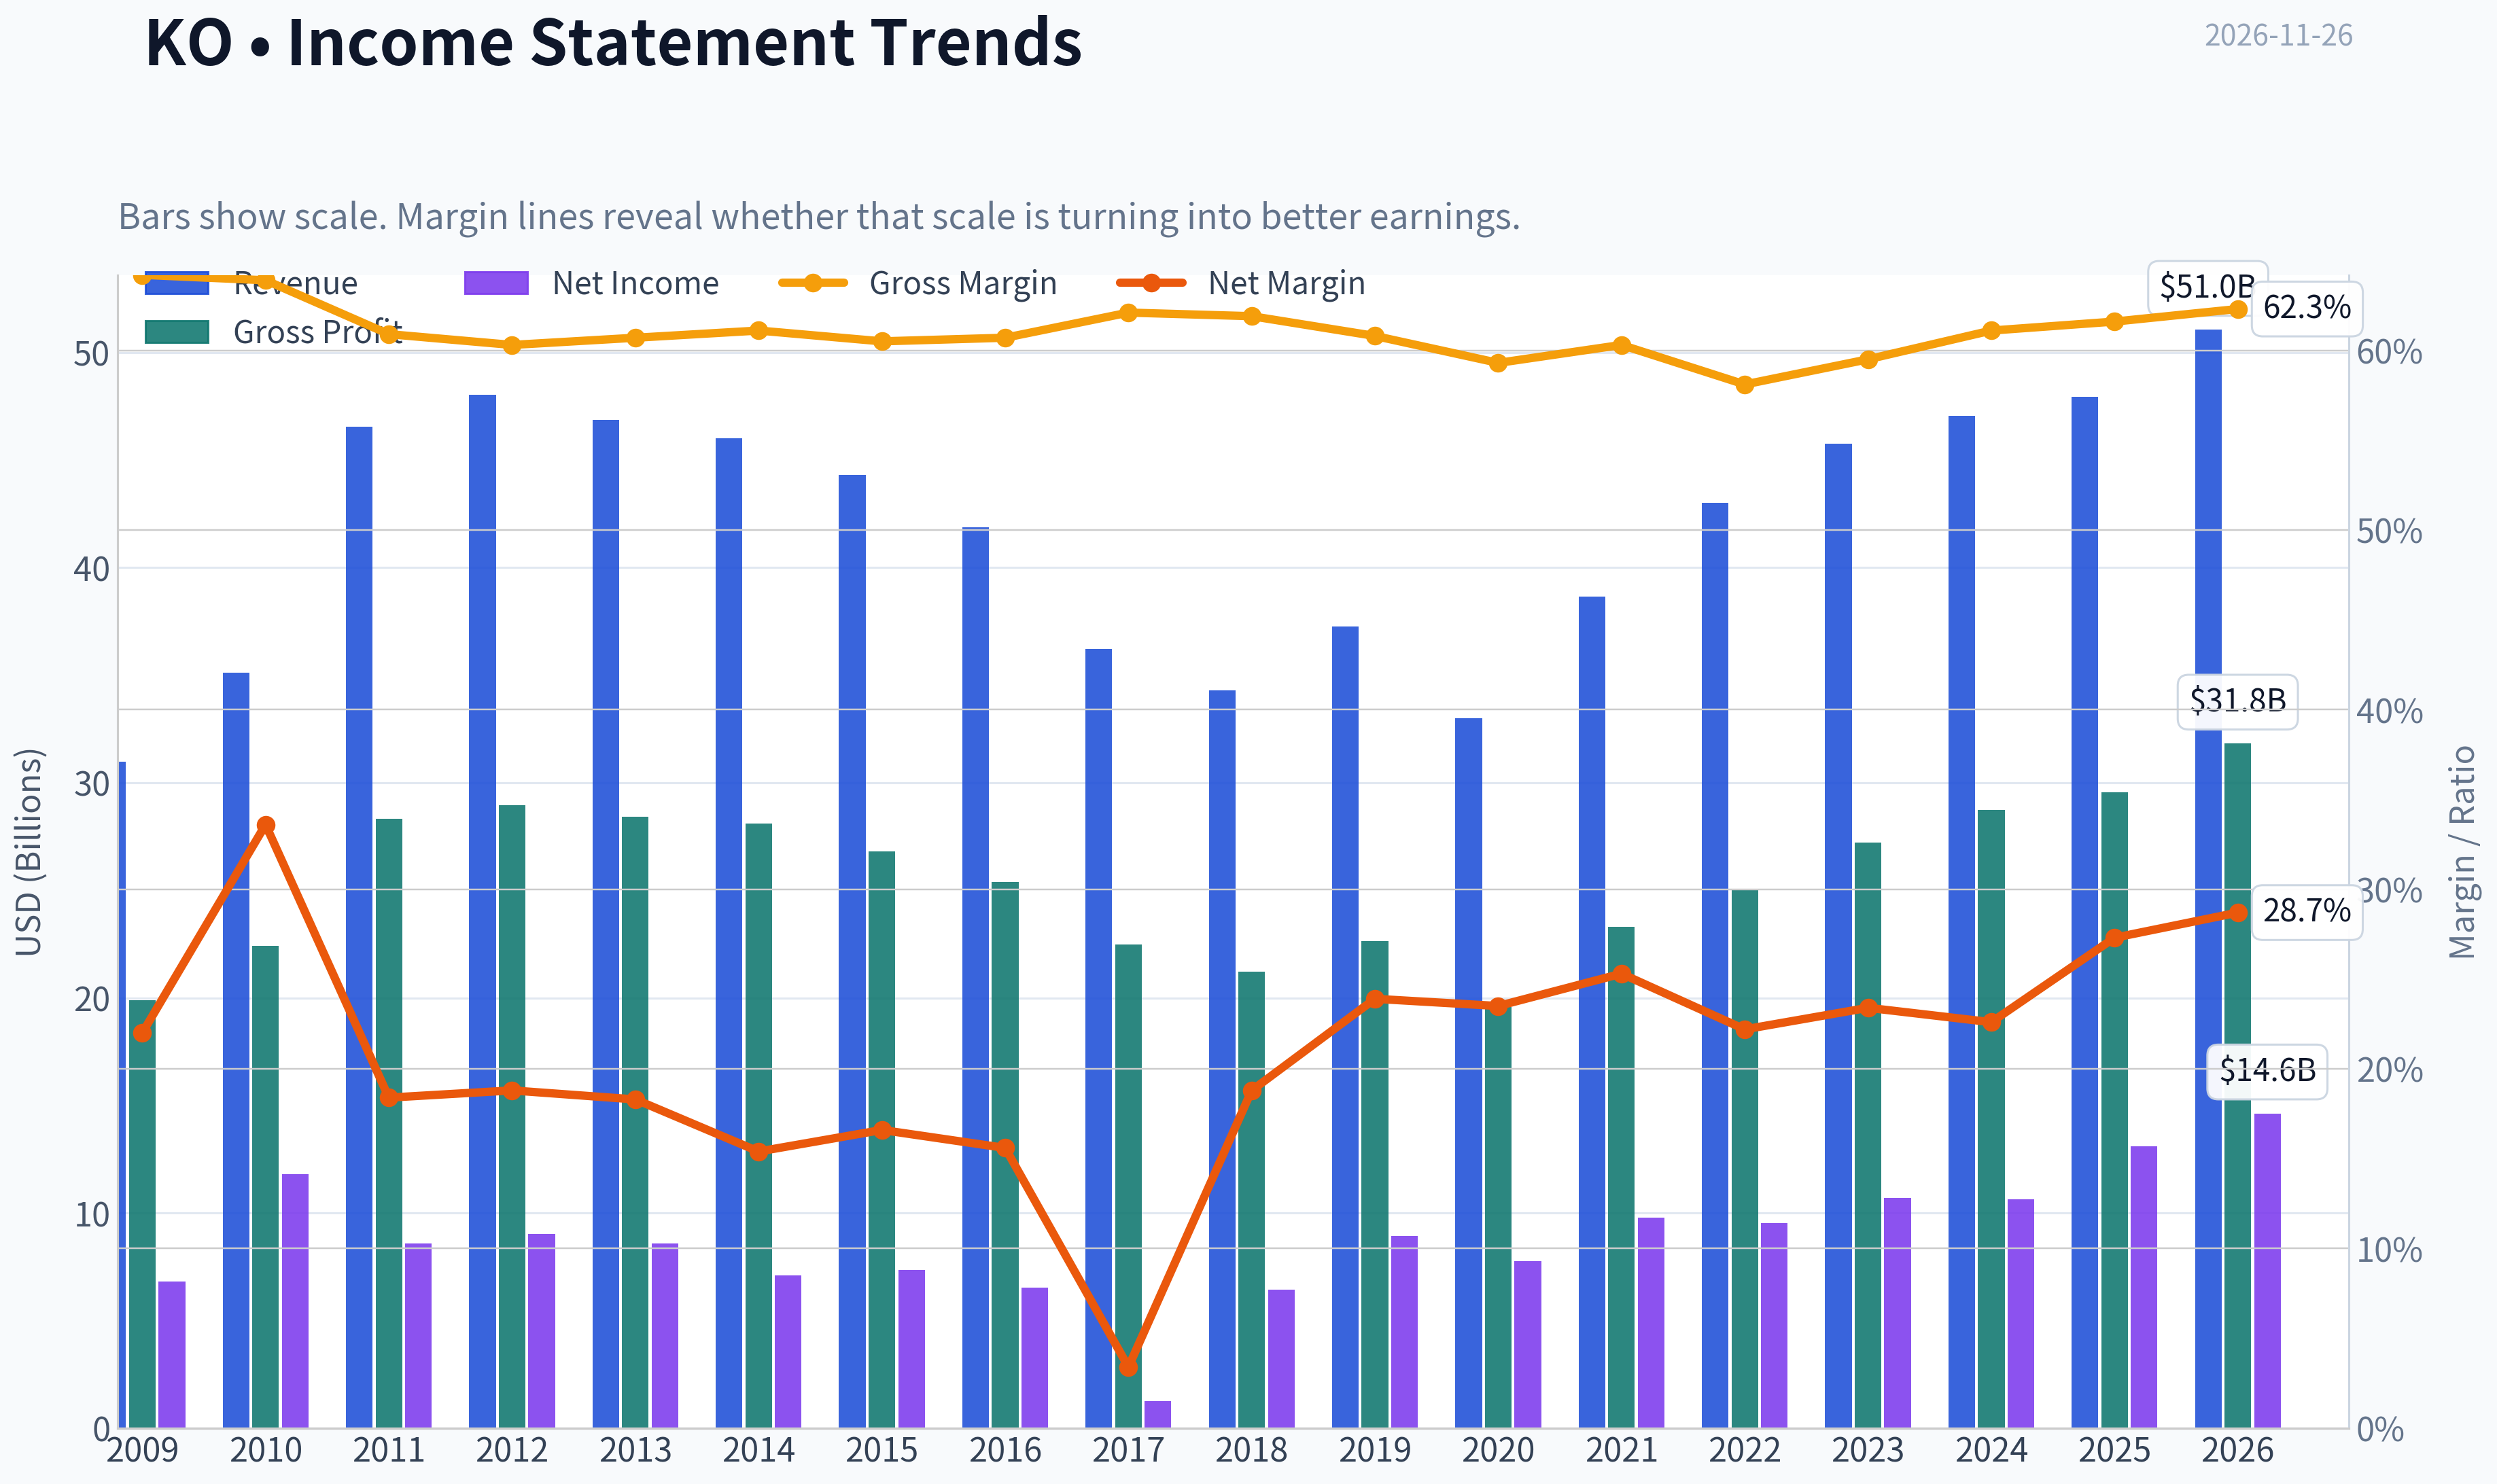 KO • Income Statement Trends
2026-11-26
Bars show scale. Margin lines reveal whether that scale is turning into better earnings.
Revenue
Net Income
Gross Margin
Net Margin
Gross Profit
$51.0B
62.3%
$31.8B
28.7%
$14.6B
USD (Billions)
50
40
30
20
10
0
60%
50%
40%
30%
20%
10%
0%
Margin / Ratio
2009 2010 2011 2012 2013 2014 2015 2016 2017 2018 2019 2020 2021 2022 2023 2024 2025 2026